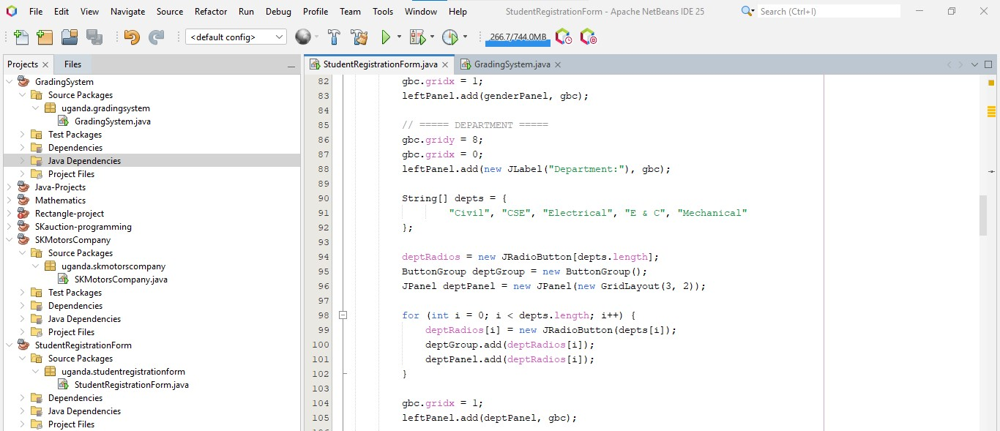 File Edit View Navigate Source Refactor Run Debug Profile Team Tools Window Help StudentRegistrationForm - Apache NetBeans IDE 25 Search (Ctrl+I)
<default config> 266.7/744.0MB
Projects Files
StudentRegistrationForm.java GradingSystem.java
GradingSystem
Source Packages
uganda.gradingsystem
GradingSystem.java
Test Packages
Dependencies
Java Dependencies
Project Files
Java-Projects
Mathematics
Rectangle-project
SKauction-programming
SKMotorsCompany
Source Packages
uganda.skmotorscompany
SKMotorsCompany.java
Test Packages
Dependencies
Java Dependencies
Project Files
StudentRegistrationForm
Source Packages
uganda.studentregistrationform
StudentRegistrationForm.java
Dependencies
Java Dependencies
Project Files
82 gbc.gridx = 1;
83 leftPanel.add(genderPanel, gbc);
84
85 // ===== DEPARTMENT =====
86 gbc.gridy = 8;
87 gbc.gridx = 0;
88 leftPanel.add(new JLabel("Department:"), gbc);
89
90 String[] depts = {
91 "Civil", "CSE", "Electrical", "E & C", "Mechanical"
92 };
93
94 deptRadios = new JRadioButton[depts.length];
95 ButtonGroup deptGroup = new ButtonGroup();
96 JPanel deptPanel = new JPanel(new GridLayout(3, 2));
97
98 for (int i = 0; i < depts.length; i++) {
99 deptRadios[i] = new JRadioButton(depts[i]);
100 deptGroup.add(deptRadios[i]);
101 deptPanel.add(deptRadios[i]);
102 }
103
104 gbc.gridx = 1;
105 leftPanel.add(deptPanel, gbc);